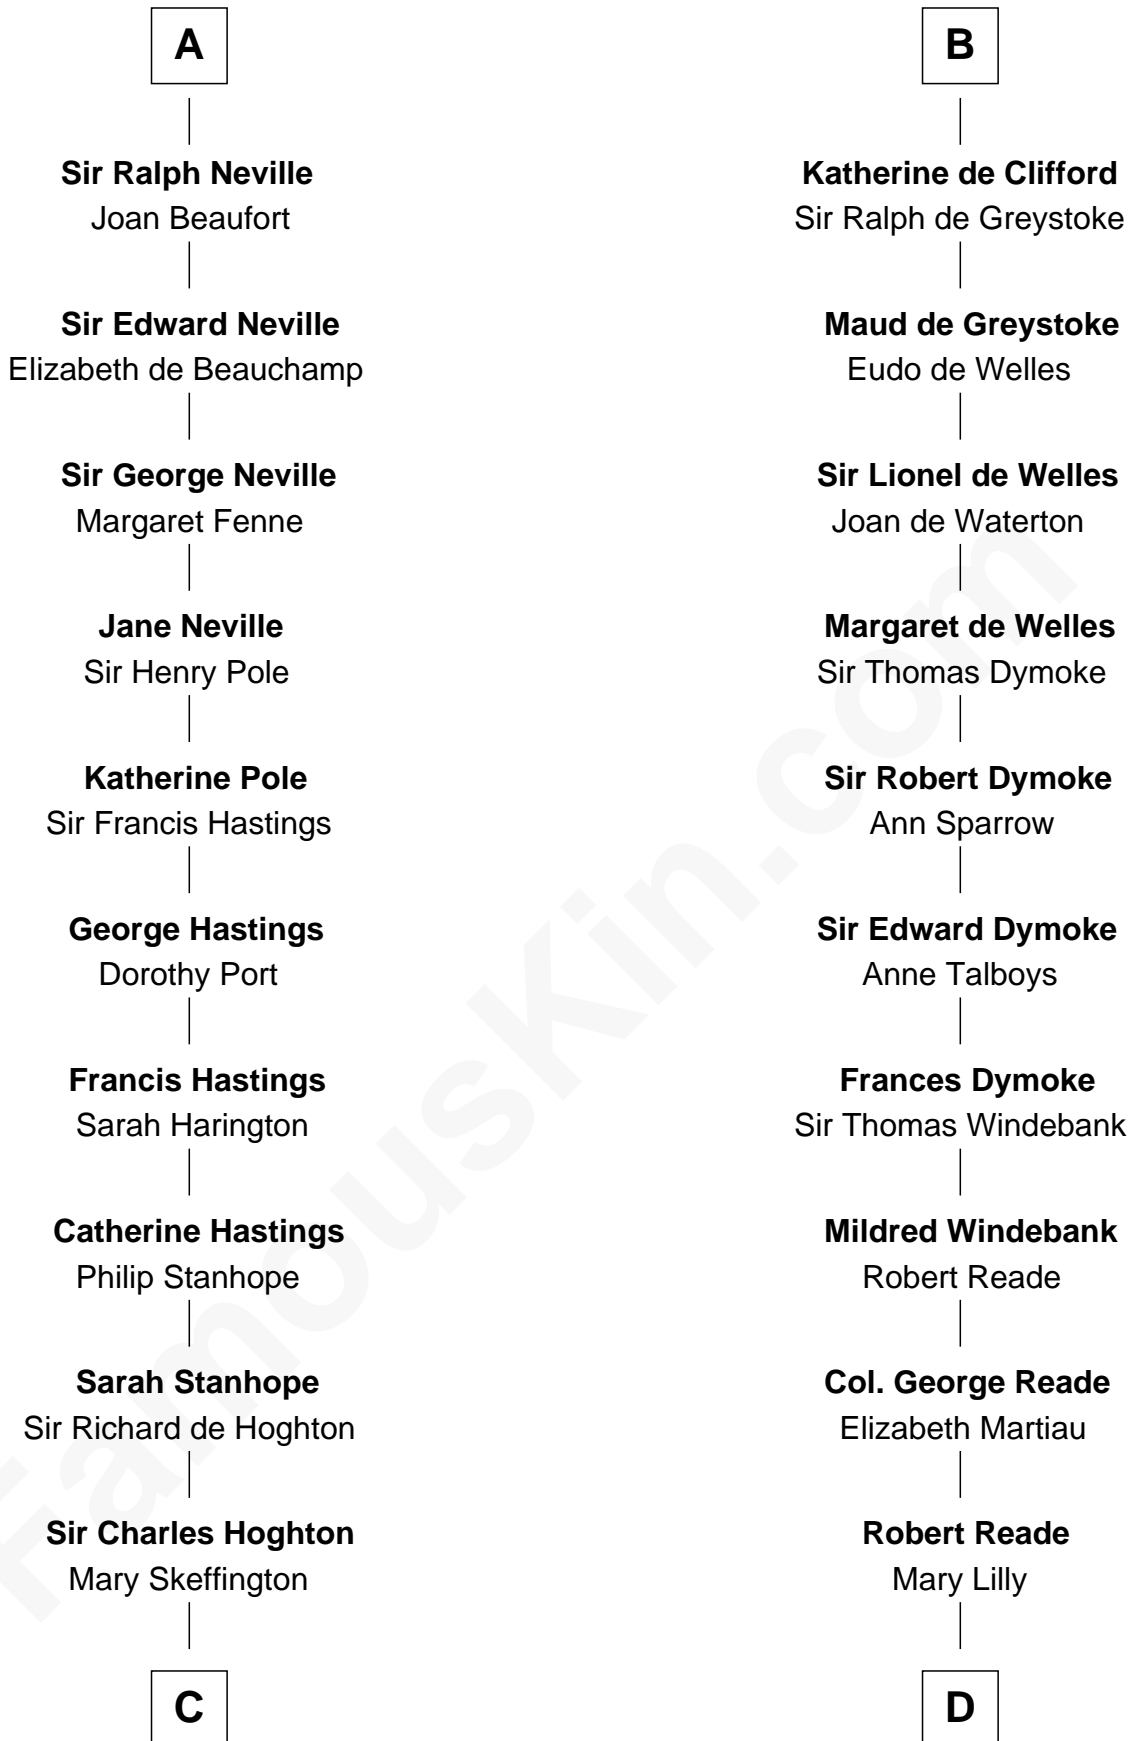 A
Sir Ralph Neville
Joan Beaufort
Sir Edward Neville
Elizabeth de Beauchamp
Sir George Neville
Margaret Fenne
Jane Neville
Sir Henry Pole
Katherine Pole
Sir Francis Hastings
George Hastings
Dorothy Port
Francis Hastings
Sarah Harington
Catherine Hastings
Philip Stanhope
Sarah Stanhope
Sir Richard de Hoghton
Sir Charles Hoghton
Mary Skeffington
C
B
Katherine de Clifford
Sir Ralph de Greystoke
Maud de Greystoke
Eudo de Welles
Sir Lionel de Welles
Joan de Waterton
Margaret de Welles
Sir Thomas Dymoke
Sir Robert Dymoke
Ann Sparrow
Sir Edward Dymoke
Anne Talboys
Frances Dymoke
Sir Thomas Windebank
Mildred Windebank
Robert Reade
Col. George Reade
Elizabeth Martiau
Robert Reade
Mary Lilly
D
FamousKin.com